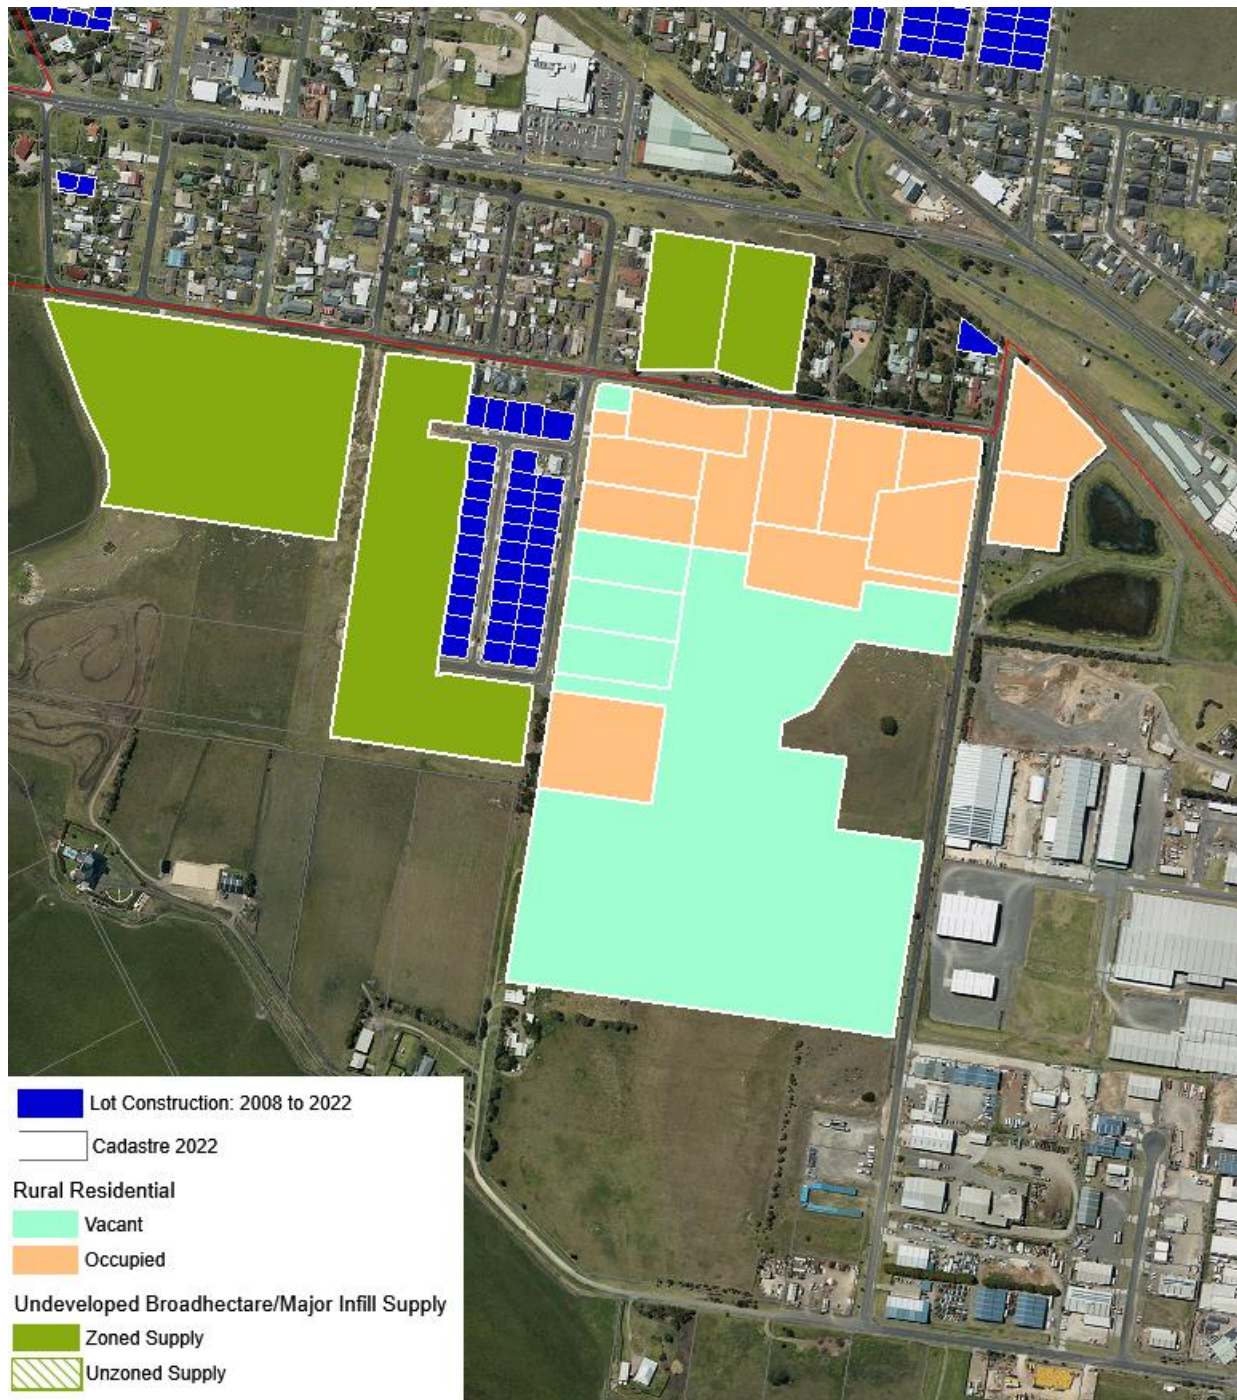 Lot Construction: 2008 to 2022
Cadastre 2022
Rural Residential
Vacant
Occupied
Undeveloped Broadhectare/Major Infill Supply
Zoned Supply
Unzoned Supply